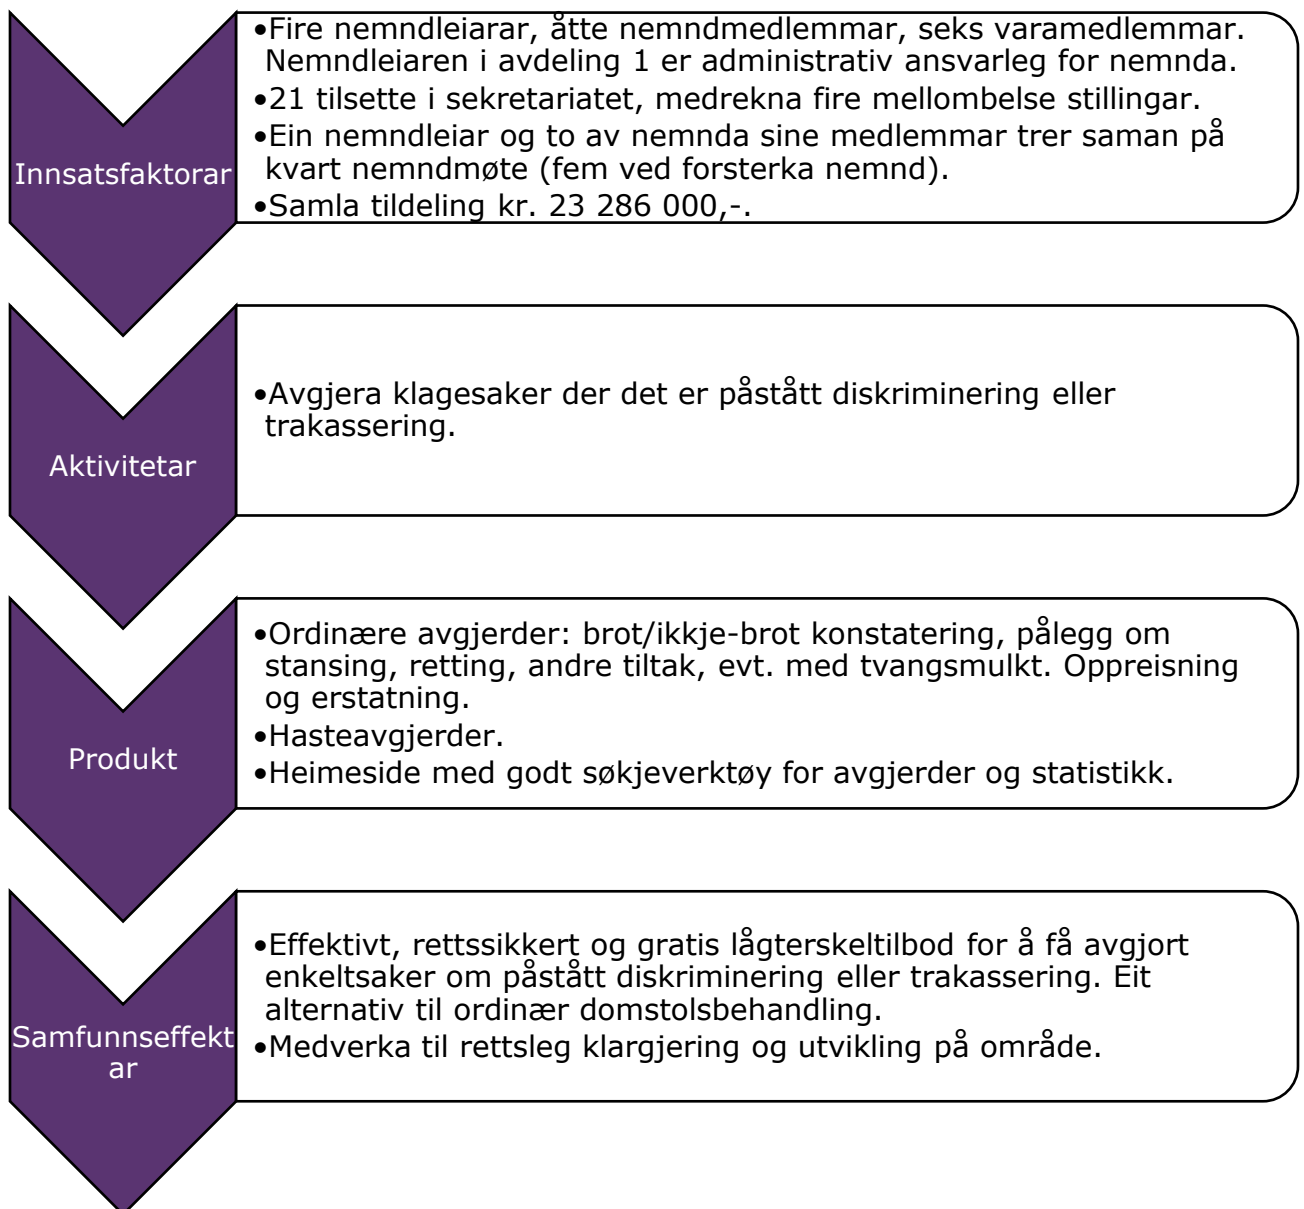 Innsatsfaktorar
•Fire nemndleiarar, åtte nemndmedlemmar, seks varamedlemmar.
Nemndleiaren i avdeling 1 er administrativ ansvarleg for nemnda.
•21 tilsette i sekretariatet, medrekna fire mellombelse stillingar.
•Ein nemndleiar og to av nemnda sine medlemmar trer saman på
kvart nemndmøte (fem ved forsterka nemnd).
•Samla tildeling kr. 23 286 000,-.
Aktivitetar
•Avgjera klagesaker der det er påstått diskriminering eller
trakassering.
Produkt
•Ordinære avgjerder: brot/ikkje-brot konstatering, pålegg om
stansing, retting, andre tiltak, evt. med tvangsmulkt. Oppreisning
og erstatning.
•Hasteavgjerder.
•Heimeside med godt søkjeverktøy for avgjerder og statistikk.
Samfunnseffekt
ar
•Effektivt, rettssikkert og gratis lågterskeltilbod for å få avgjort
enkeltsaker om påstått diskriminering eller trakassering. Eit
alternativ til ordinær domstolsbehandling.
•Medverka til rettsleg klargjering og utvikling på område.